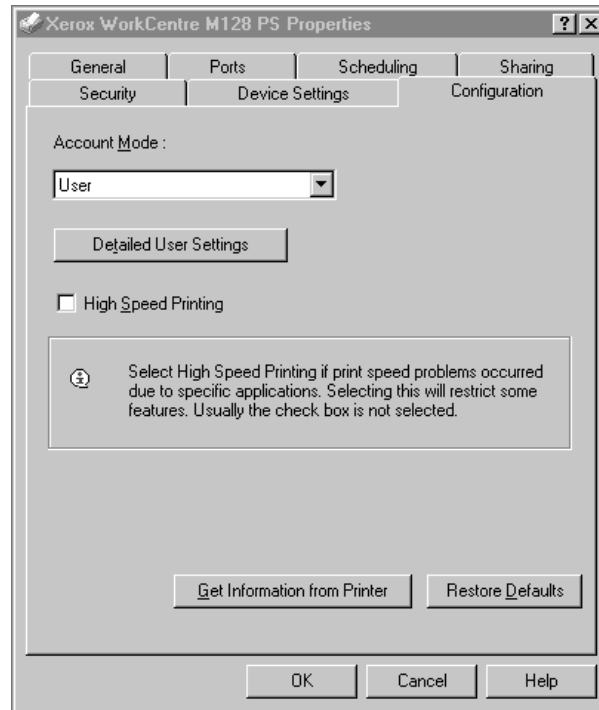 Xerox WorkCentre M128 PS Properties
General Ports Scheduling Sharing
Security Device Settings Configuration
Account Mode :
User
Detailed User Settings
High Speed Printing
Select High Speed Printing if print speed problems occurred
due to specific applications. Selecting this will restrict some
features. Usually the check box is not selected.
Get Information from Printer Restore Defaults
OK Cancel Help